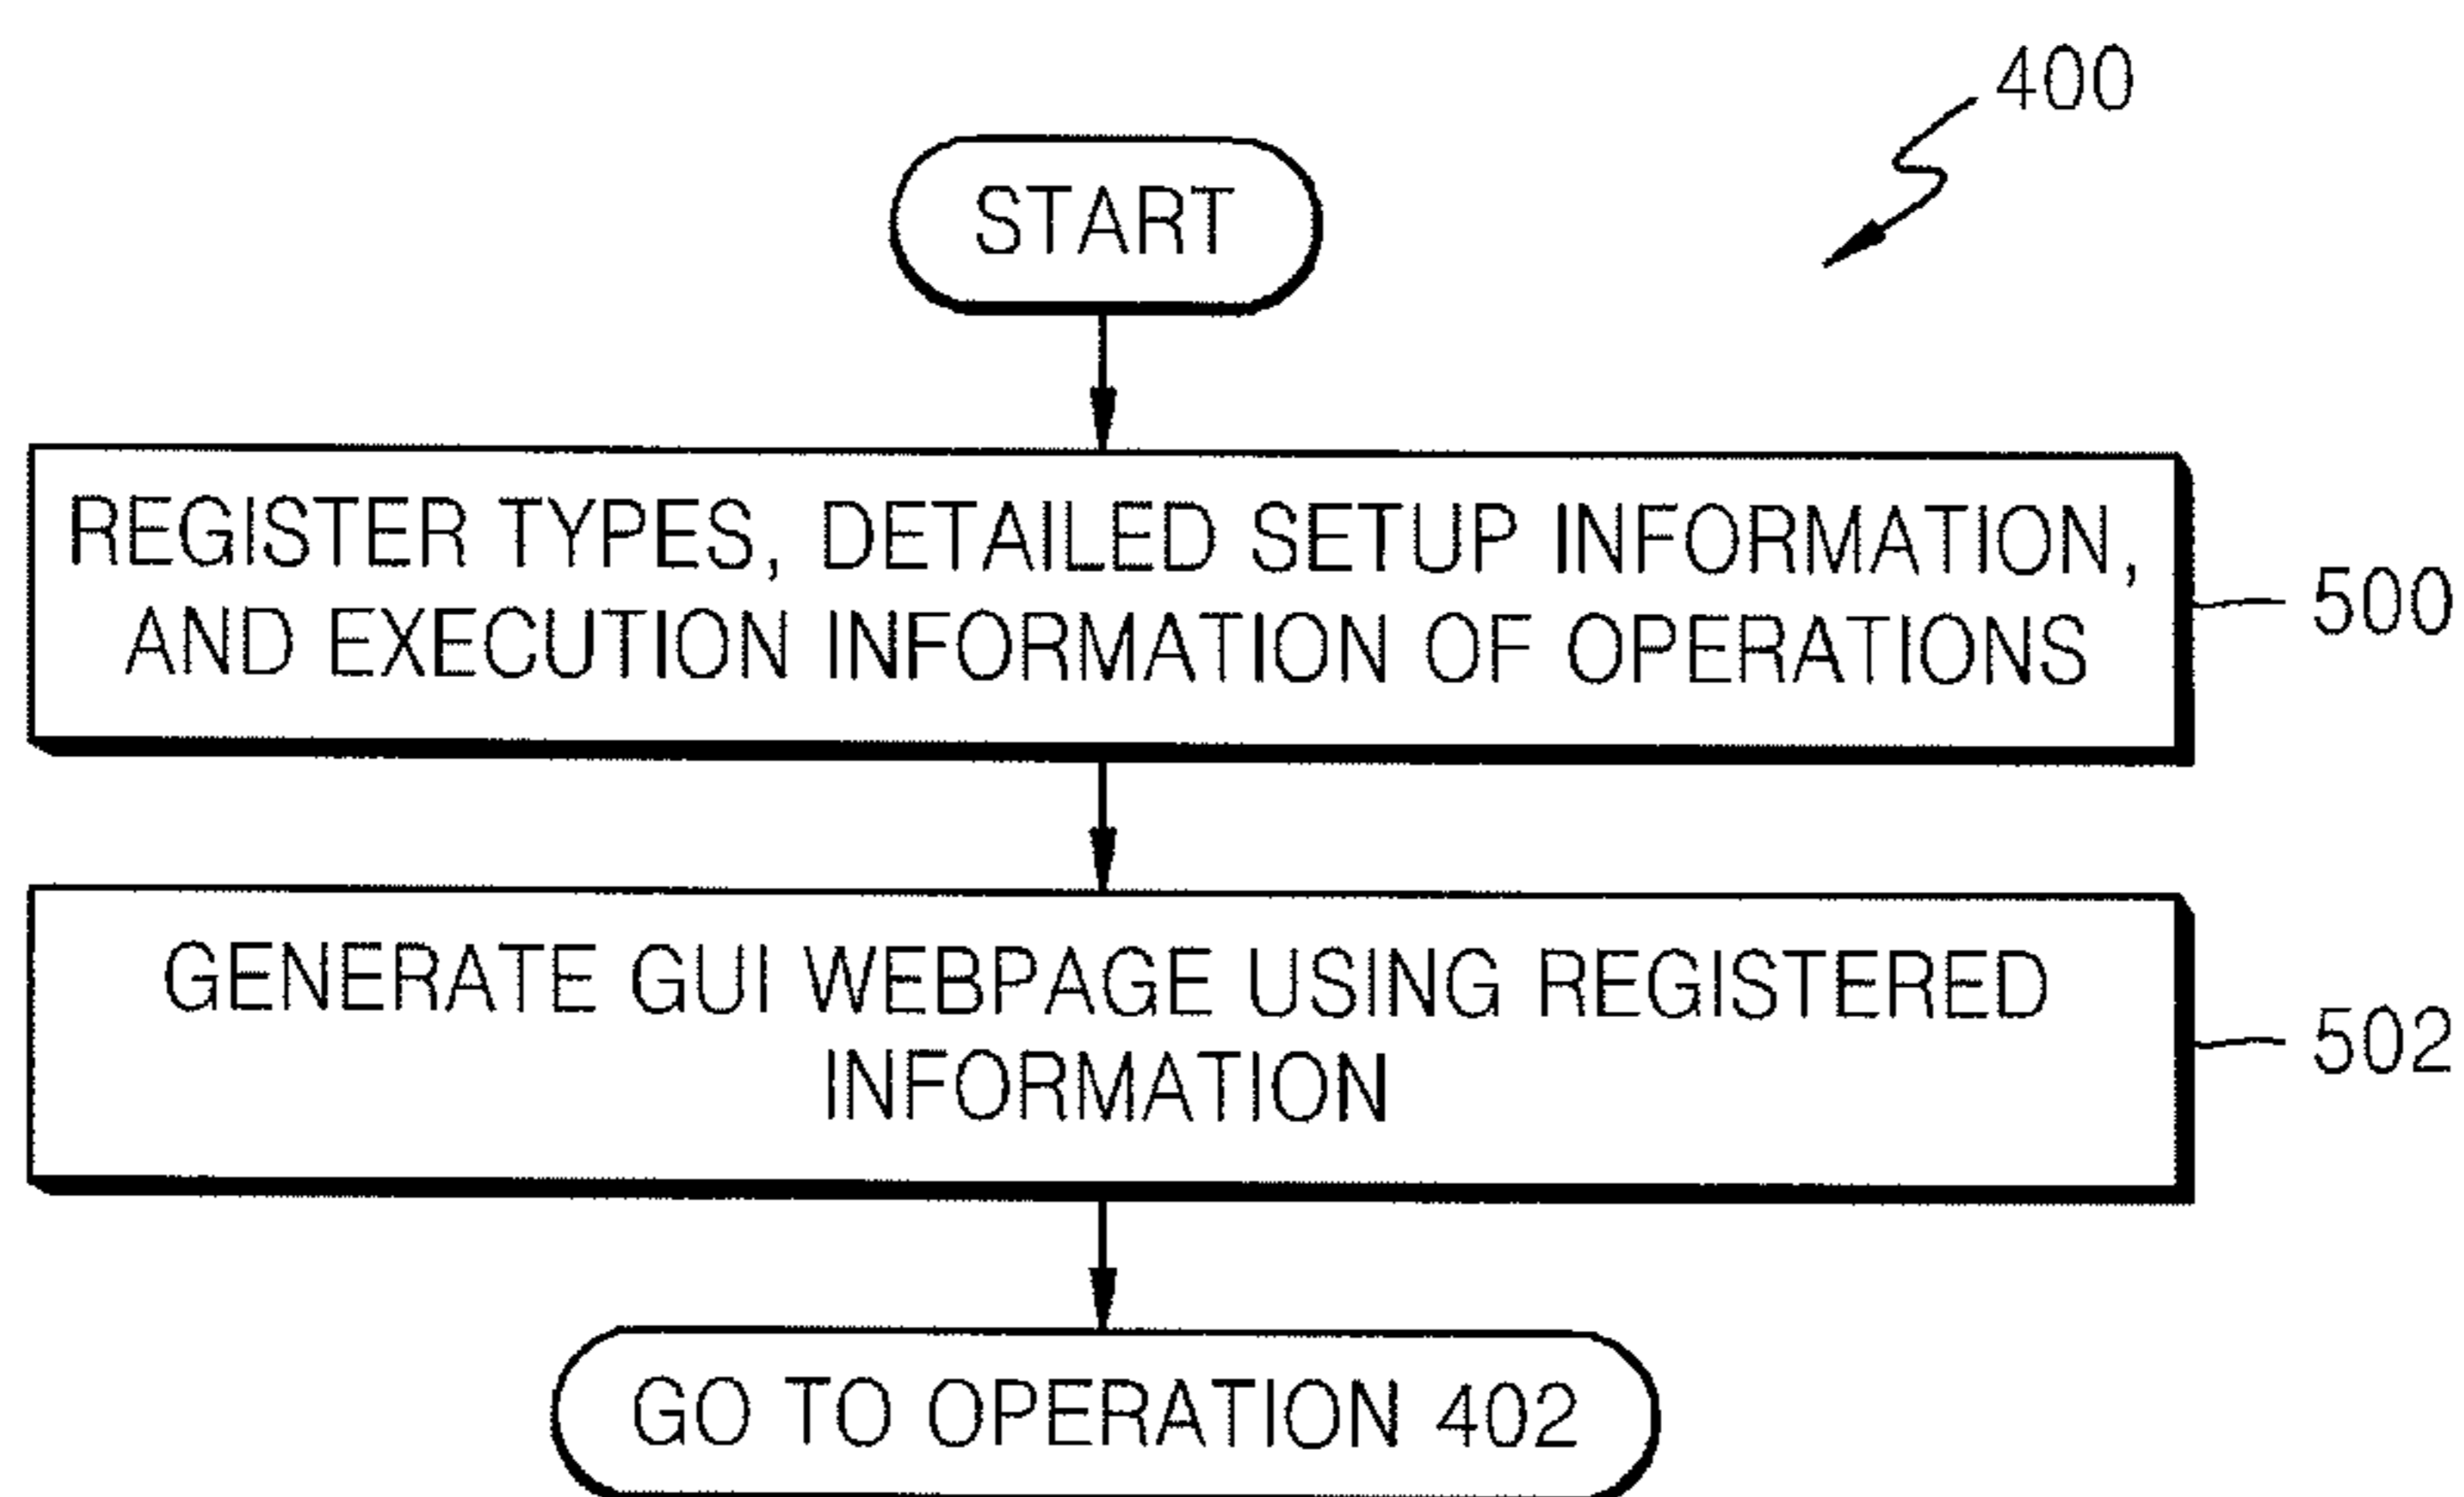 400
START
REGISTER TYPES, DETAILED SETUP INFORMATION,
AND EXECUTION INFORMATION OF OPERATIONS
500
GENERATE GUI WEBPAGE USING REGISTERED
INFORMATION
502
GO TO OPERATION 402